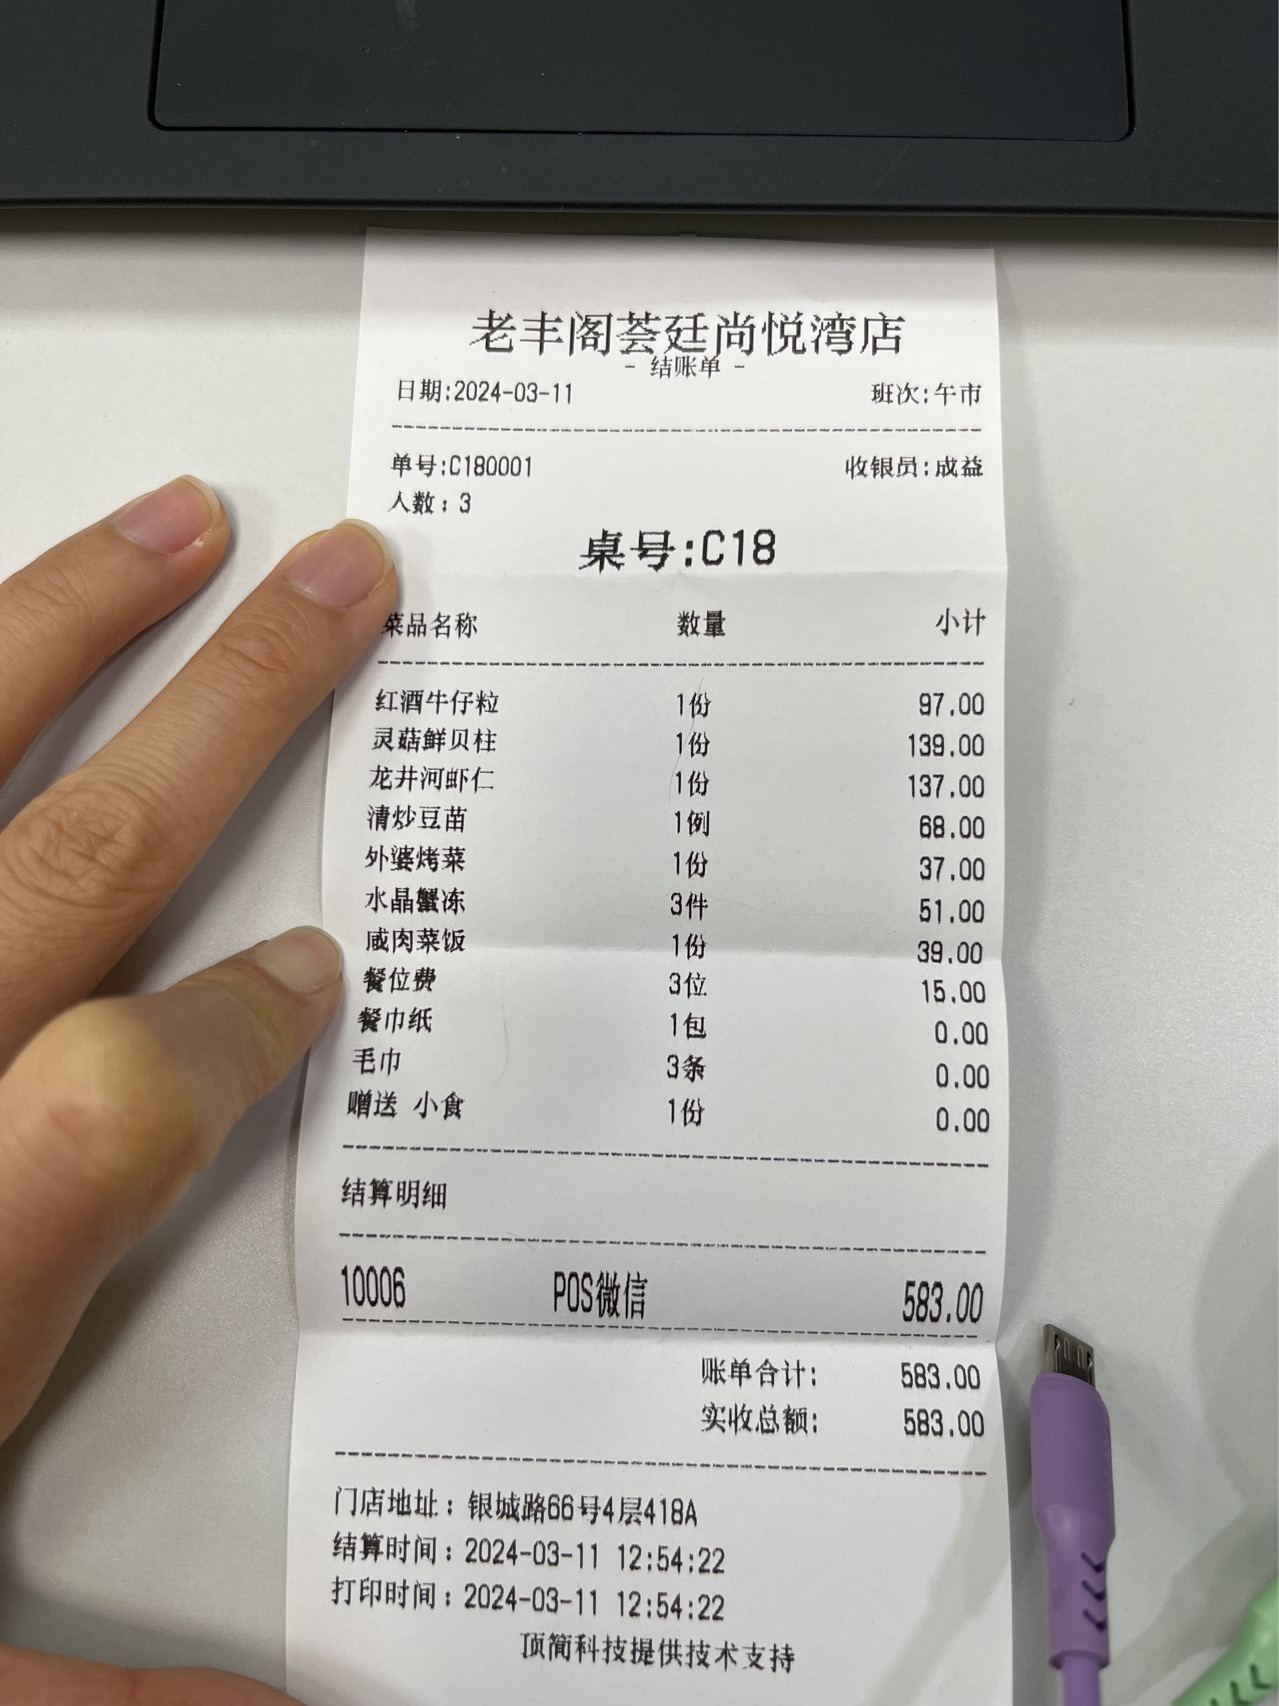 老丰阁荟廷尚悦湾店
- 结账单 -
日期:2024-03-11 班次:午市
单号:C180001 收银员:成益
人数: 3
桌号:C18
菜品名称 数量 小计
红酒牛仔粒 1份 97.00
灵菇鲜贝柱 1份 139.00
龙井河虾仁 1份 137.00
清炒豆苗 1例 68.00
外婆烤菜 1份 37.00
水晶蟹冻 3件 51.00
咸肉菜饭 1份 39.00
餐位费 3位 15.00
餐巾纸 1包 0.00
毛巾 3条 0.00
赠送 小食 1份 0.00
结算明细
10006 POS微信 583.00
账单合计: 583.00
实收总额: 583.00
门店地址: 银城路66号4层418A
结算时间: 2024-03-11 12:54:22
打印时间: 2024-03-11 12:54:22
顶简科技提供技术支持